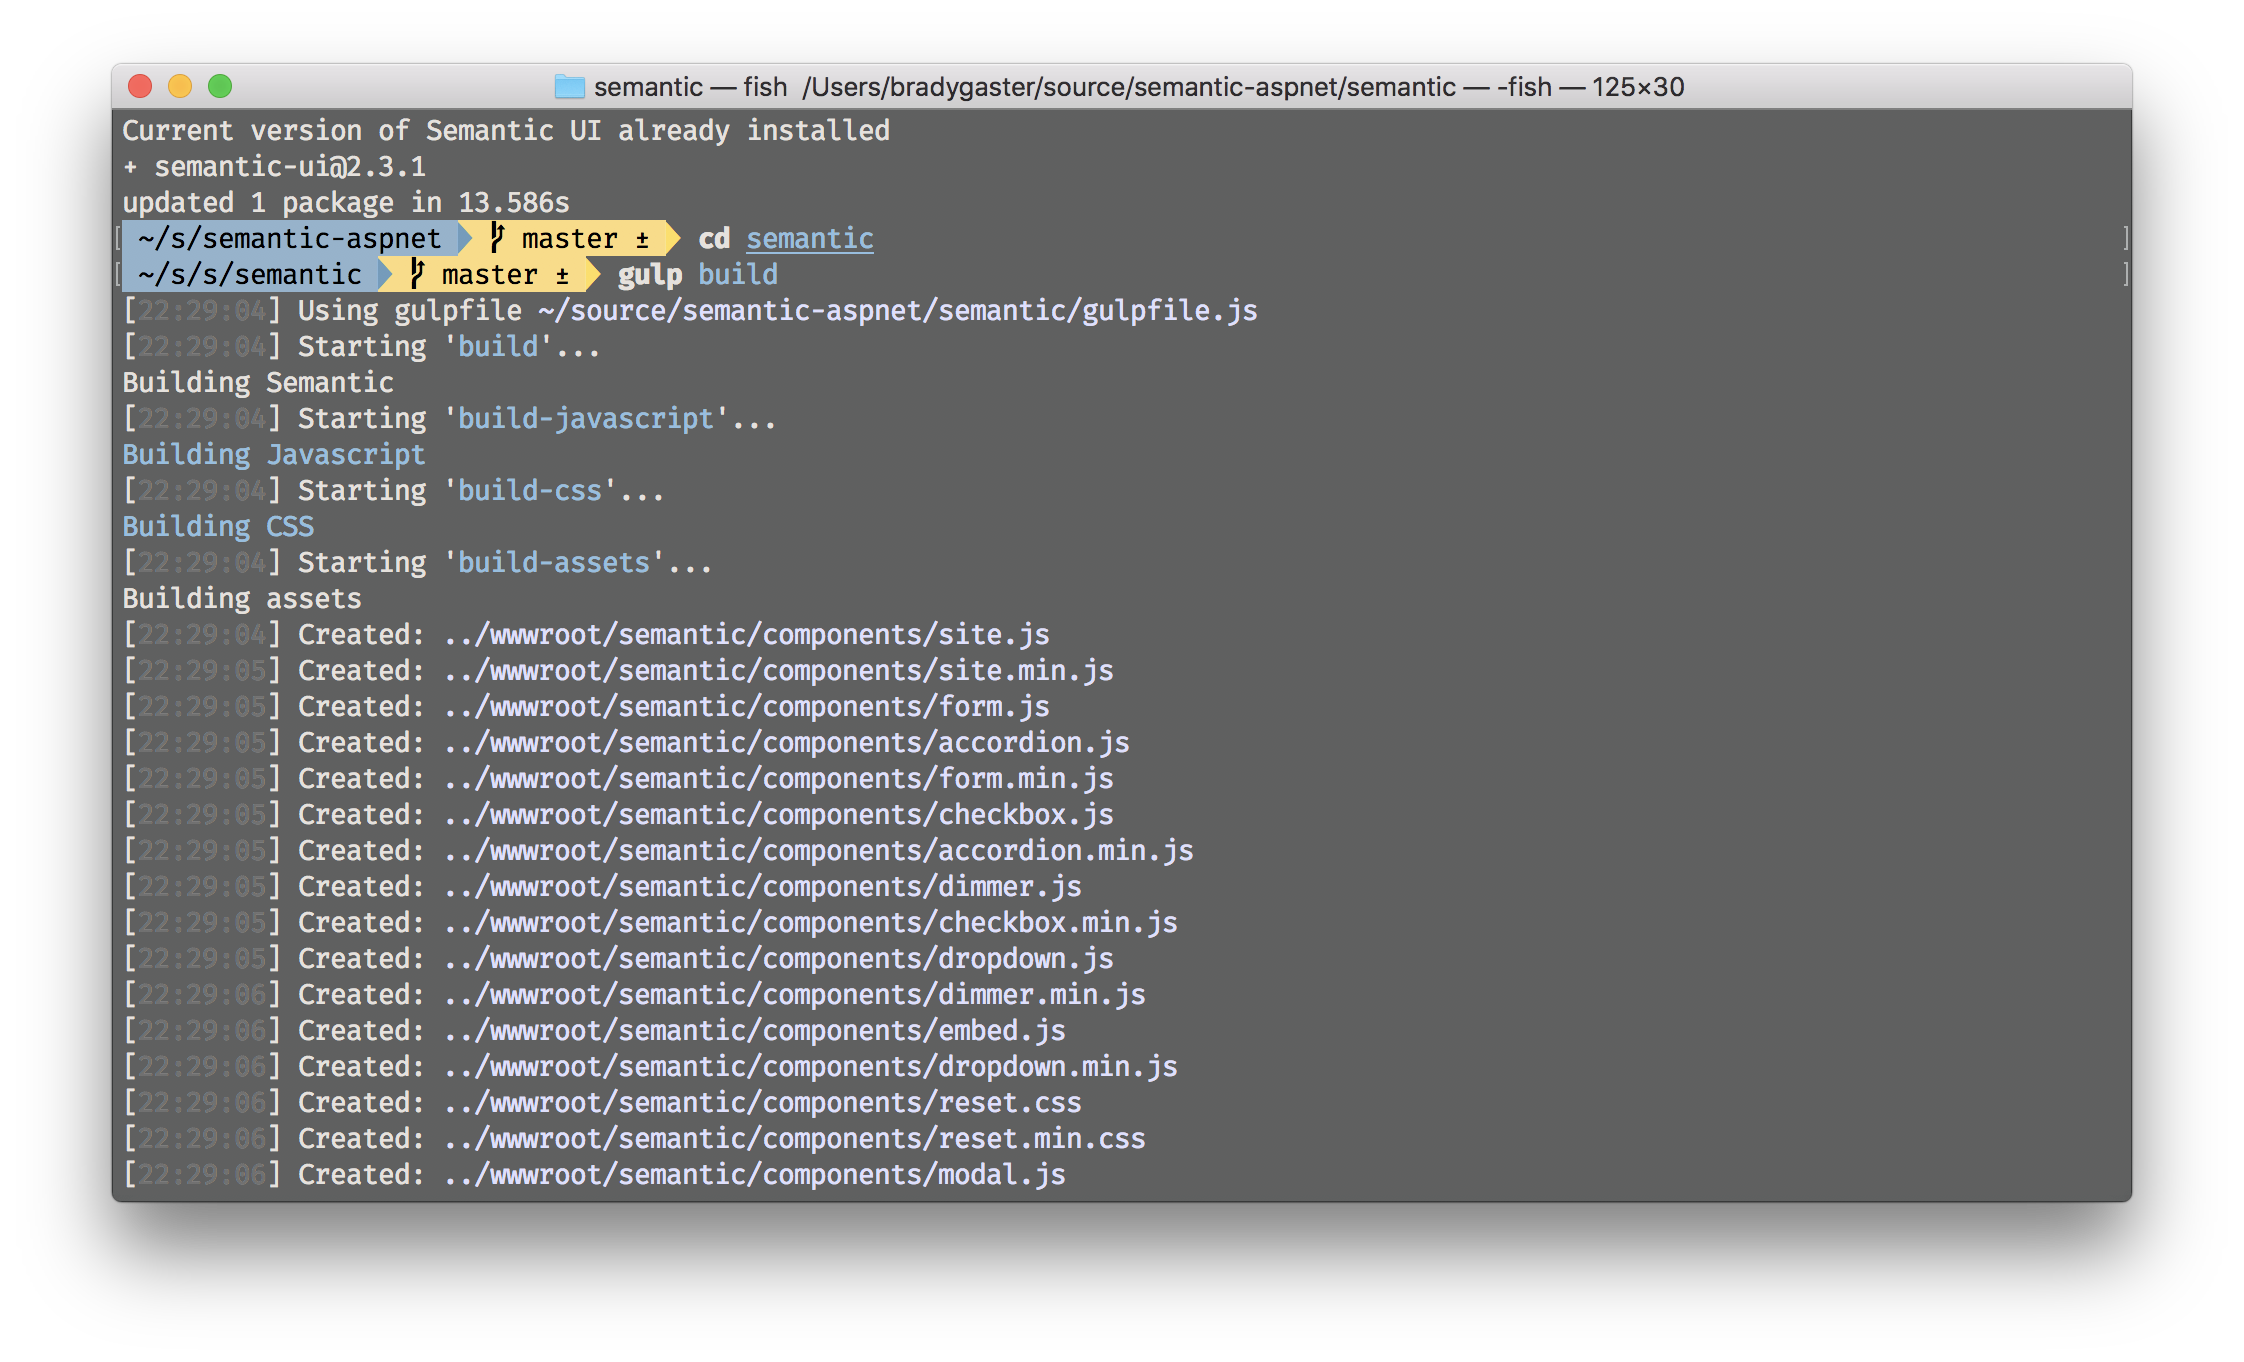 semantic — fish /Users/bradygaster/source/semantic-aspnet/semantic — -fish — 125×30
Current version of Semantic UI already installed
+ semantic-ui@2.3.1
updated 1 package in 13.586s
[ ~/s/semantic-aspnet master ± cd semantic ]
[ ~/s/s/semantic master ± gulp build ]
[22:29:04] Using gulpfile ~/source/semantic-aspnet/semantic/gulpfile.js
[22:29:04] Starting 'build'...
Building Semantic
[22:29:04] Starting 'build-javascript'...
Building Javascript
[22:29:04] Starting 'build-css'...
Building CSS
[22:29:04] Starting 'build-assets'...
Building assets
[22:29:04] Created: ../wwwroot/semantic/components/site.js
[22:29:05] Created: ../wwwroot/semantic/components/site.min.js
[22:29:05] Created: ../wwwroot/semantic/components/form.js
[22:29:05] Created: ../wwwroot/semantic/components/accordion.js
[22:29:05] Created: ../wwwroot/semantic/components/form.min.js
[22:29:05] Created: ../wwwroot/semantic/components/checkbox.js
[22:29:05] Created: ../wwwroot/semantic/components/accordion.min.js
[22:29:05] Created: ../wwwroot/semantic/components/dimmer.js
[22:29:05] Created: ../wwwroot/semantic/components/checkbox.min.js
[22:29:05] Created: ../wwwroot/semantic/components/dropdown.js
[22:29:06] Created: ../wwwroot/semantic/components/dimmer.min.js
[22:29:06] Created: ../wwwroot/semantic/components/embed.js
[22:29:06] Created: ../wwwroot/semantic/components/dropdown.min.js
[22:29:06] Created: ../wwwroot/semantic/components/reset.css
[22:29:06] Created: ../wwwroot/semantic/components/reset.min.css
[22:29:06] Created: ../wwwroot/semantic/components/modal.js